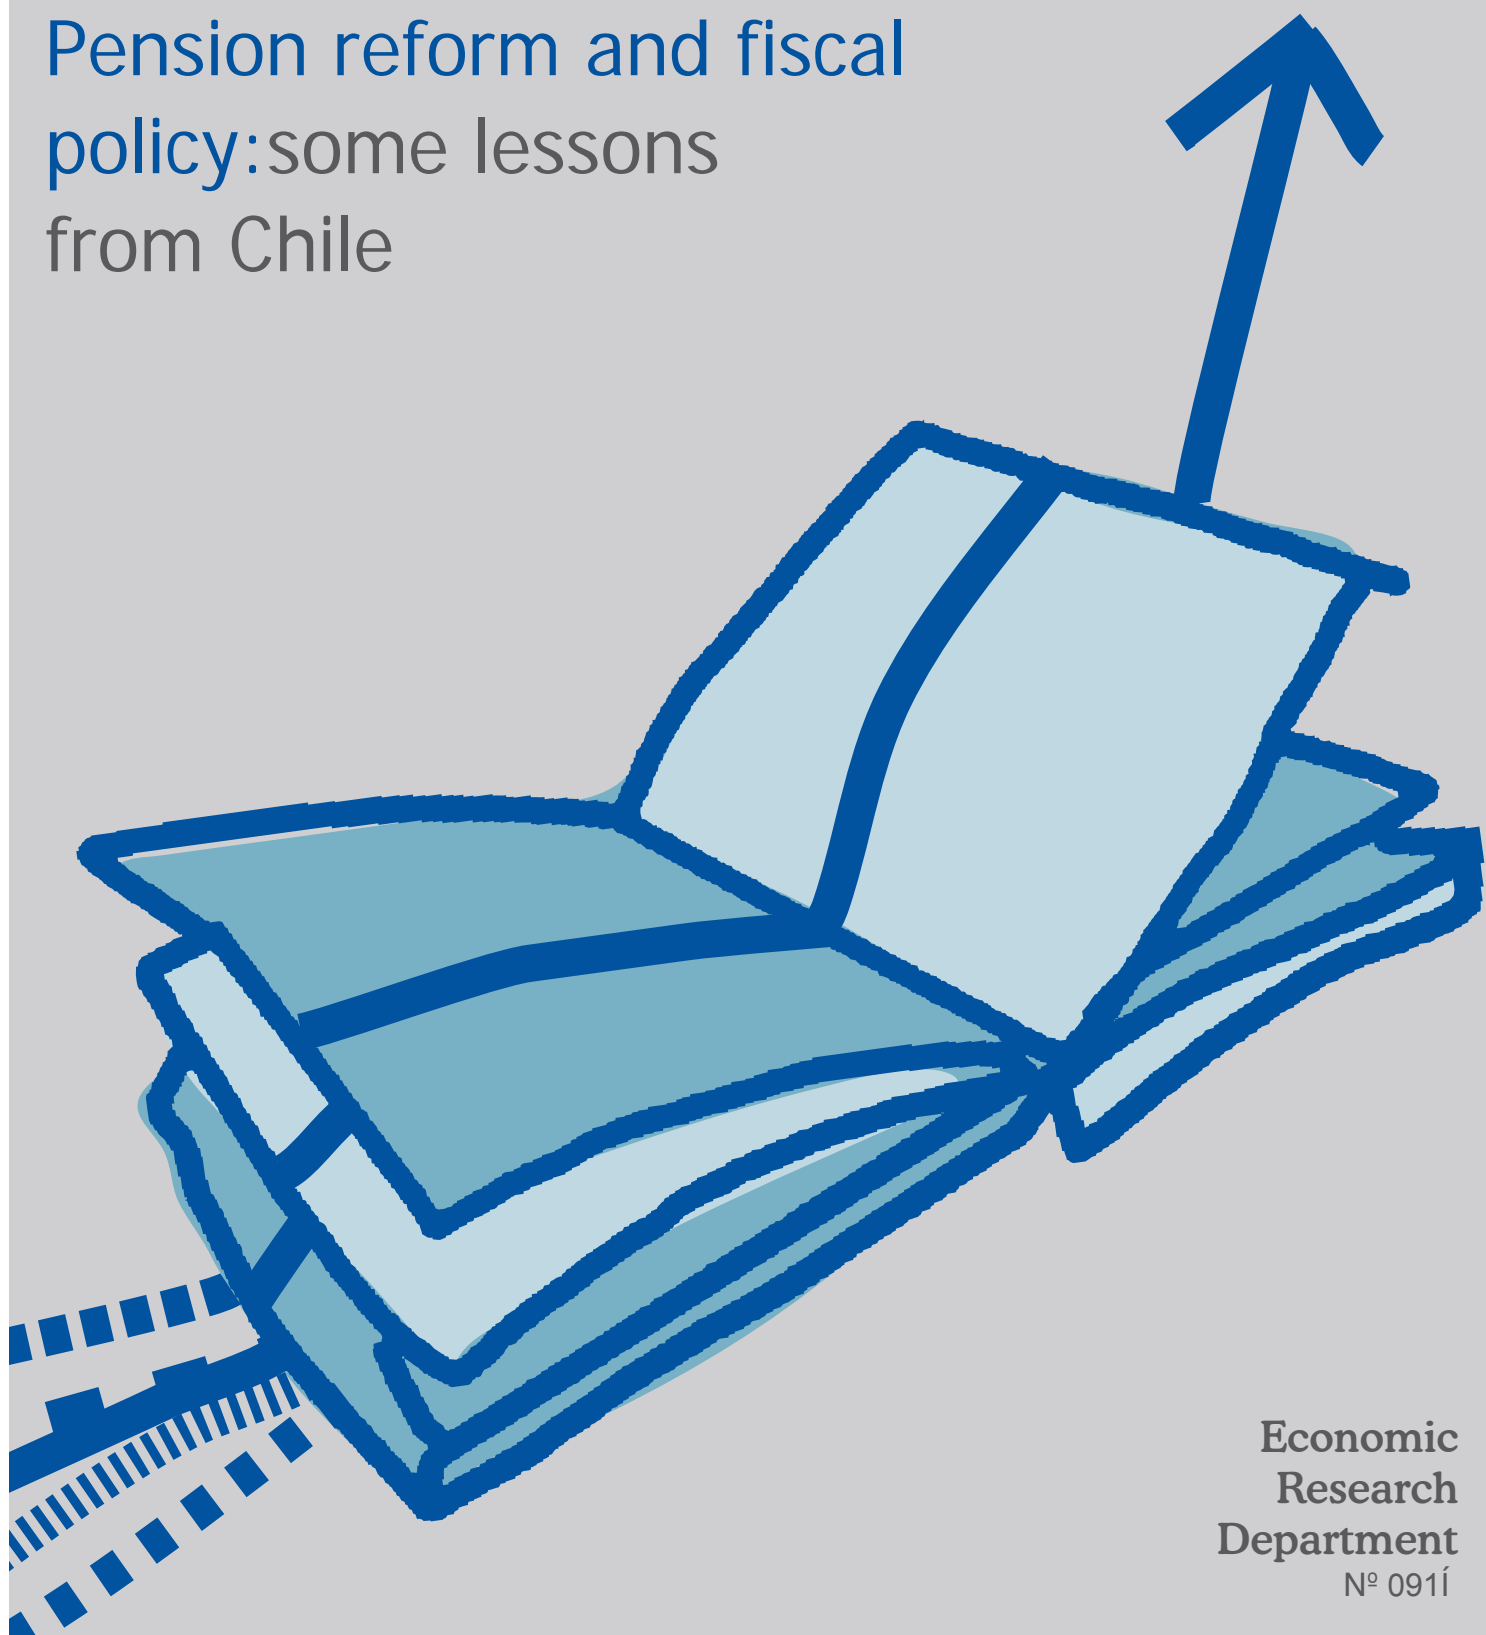 Pension reform and fiscal
policy:some lessons
from Chile
Economic
Research
Department
Nº 091Í